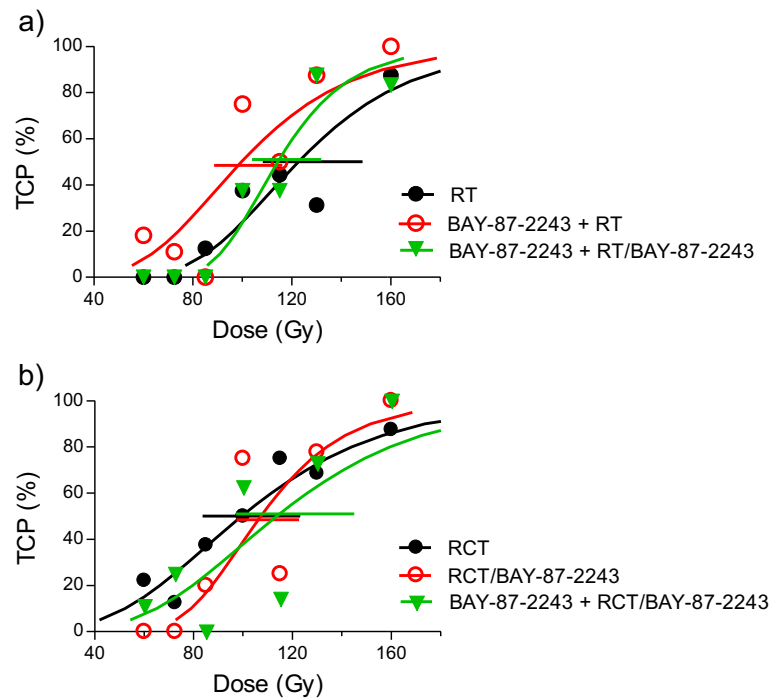 a)
100
80
60
40
20
0
TCP (%)
40
80
120
160
Dose (Gy)
RT
BAY-87-2243 + RT
BAY-87-2243 + RT/BAY-87-2243
b)
100
80
60
40
20
0
TCP (%)
40
80
120
160
Dose (Gy)
RCT
RCT/BAY-87-2243
BAY-87-2243 + RCT/BAY-87-2243